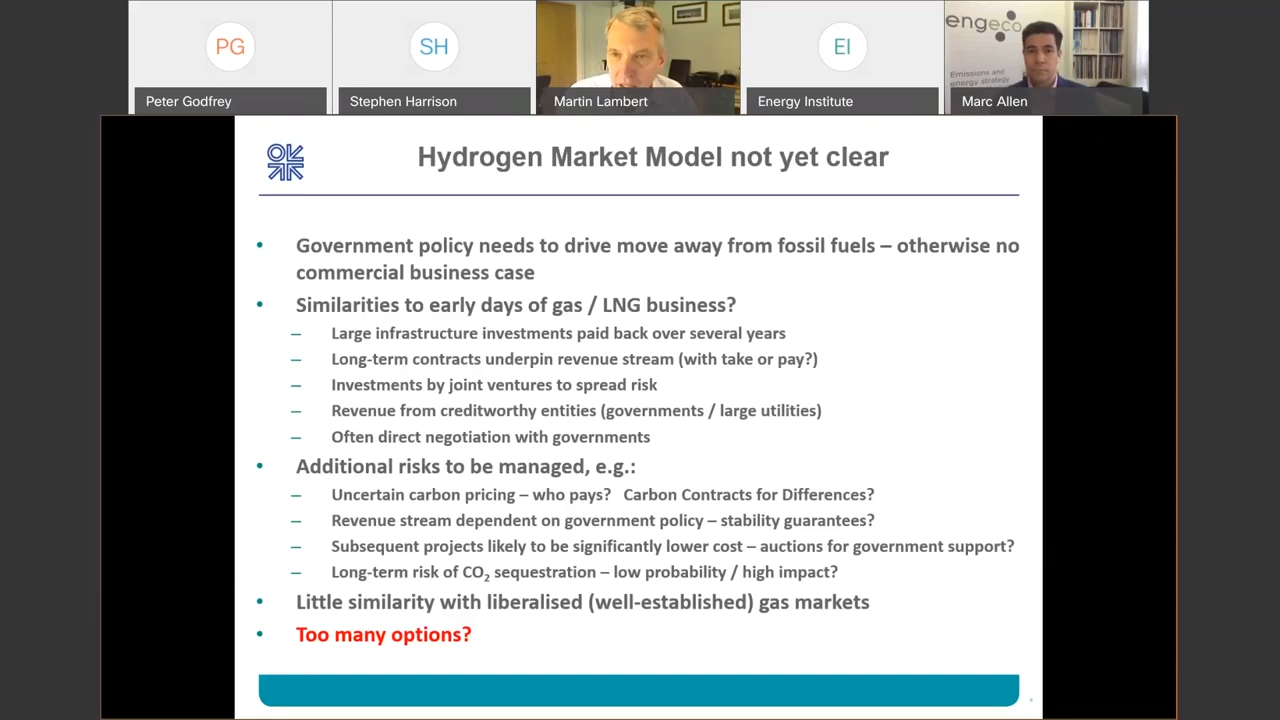 PG
SH
EI
engeco
Emissions and
energy strategy
Peter Godfrey
Stephen Harrison
Martin Lambert
Energy Institute
Marc Allen
Hydrogen Market Model not yet clear
• Government policy needs to drive move away from fossil fuels – otherwise no
commercial business case
• Similarities to early days of gas / LNG business?
– Large infrastructure investments paid back over several years
– Long-term contracts underpin revenue stream (with take or pay?)
– Investments by joint ventures to spread risk
– Revenue from creditworthy entities (governments / large utilities)
– Often direct negotiation with governments
• Additional risks to be managed, e.g.:
– Uncertain carbon pricing – who pays? Carbon Contracts for Differences?
– Revenue stream dependent on government policy – stability guarantees?
– Subsequent projects likely to be significantly lower cost – auctions for government support?
– Long-term risk of CO₂ sequestration – low probability / high impact?
• Little similarity with liberalised (well-established) gas markets
• Too many options?